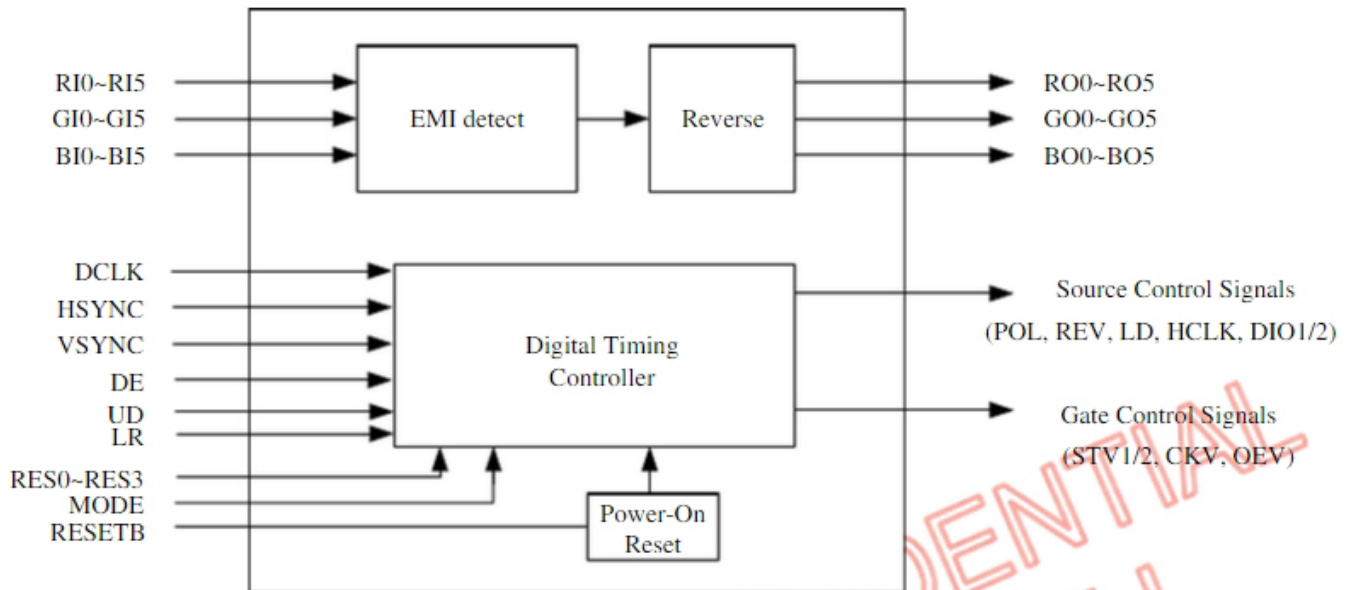 RI0~RI5
GI0~GI5
BI0~BI5
EMI detect
Reverse
RO0~RO5
GO0~GO5
BO0~BO5
DCLK
HSYNC
VSYNC
DE
UD
LR
RES0~RES3
MODE
RESETB
Digital Timing
Controller
Power-On
Reset
Source Control Signals
(POL, REV, LD, HCLK, DIO1/2)
Gate Control Signals
(STV1/2, CKV, OEV)
DENTIAL